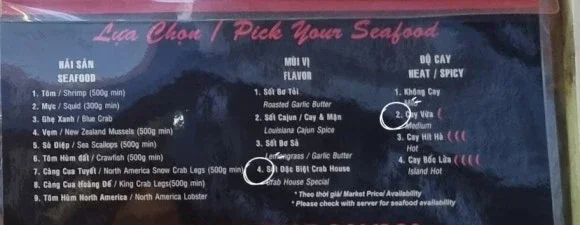 Lựa Chọn / Pick Your Seafood
HẢI SẢN
SEAFOOD
1. Tôm / Shrimp (500g min)
2. Mực / Squid (300g min)
3. Ghẹ Xanh / Blue Crab
4. Vẹm / New Zealand Mussels (500g min)
5. Sò Điệp / Sea Scallops (500g min)
6. Tôm Hùm đất / Crawfish (500g min)
7. Càng Cua Tuyết / North America Snow Crab Legs (500g min)
8. Càng Cua Hoàng Đế / King Crab Legs(500g min)
9. Tôm Hùm North America / North America Lobster
MÙI VỊ
FLAVOR
1. Sốt Bơ Tỏi
Roasted Garlic Butter
2. Sốt Cajun / Cay & Mặn
Louisiana Cajun Spice
3. Sốt Bơ Sả
Lemongrass / Garlic Butter
4. Sốt Đặc Biệt Crab House
Crab House Special
ĐỘ CAY
HEAT / SPICY
1. Không Cay
2. Cay Vừa
Medium
3. Cay Hít Hà
Hot
4. Cay Bốc Lửa
Island Hot
* Theo thời giá/ Market Price/ Availability
* Please check with server for seafood availability